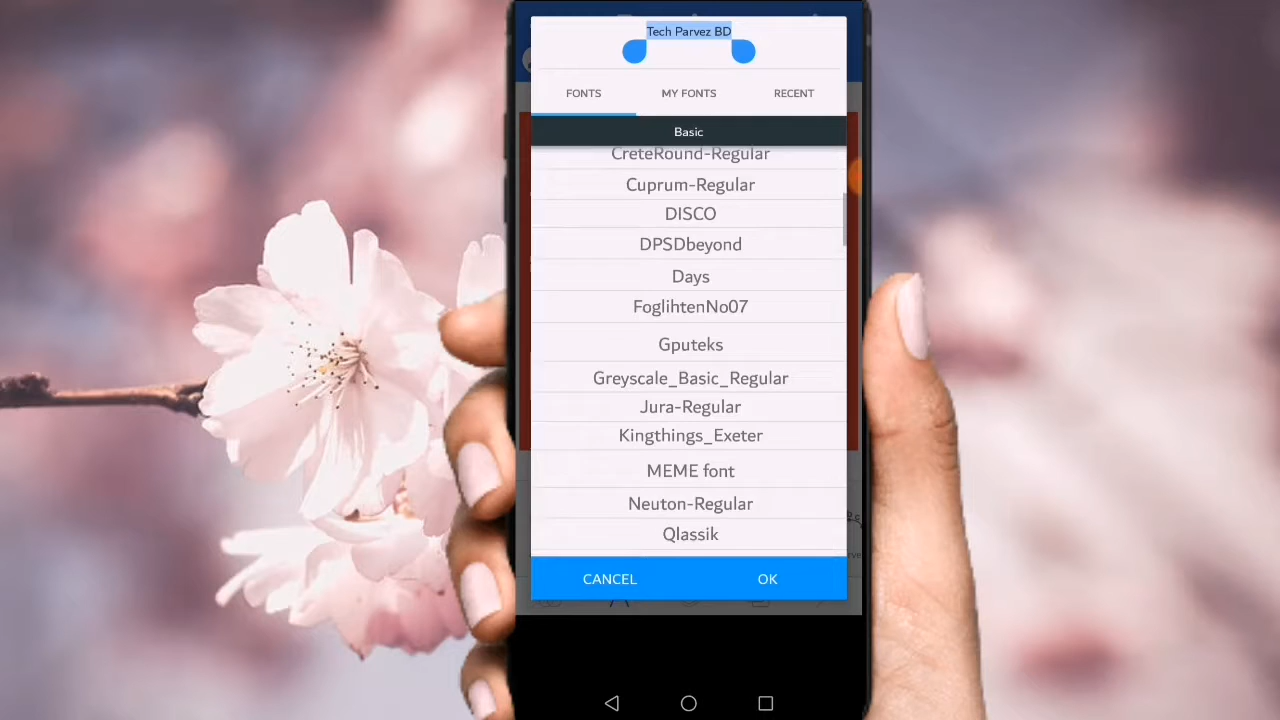 Tech Parvez BD
FONTS MY FONTS RECENT
Basic
CreteRound-Regular
Cuprum-Regular
DISCO
DPSDbeyond
Days
FoglihtenNo07
Gputeks
Greyscale_Basic_Regular
Jura-Regular
Kingthings_Exeter
MEME font
Neuton-Regular
Qlassik
CANCEL OK